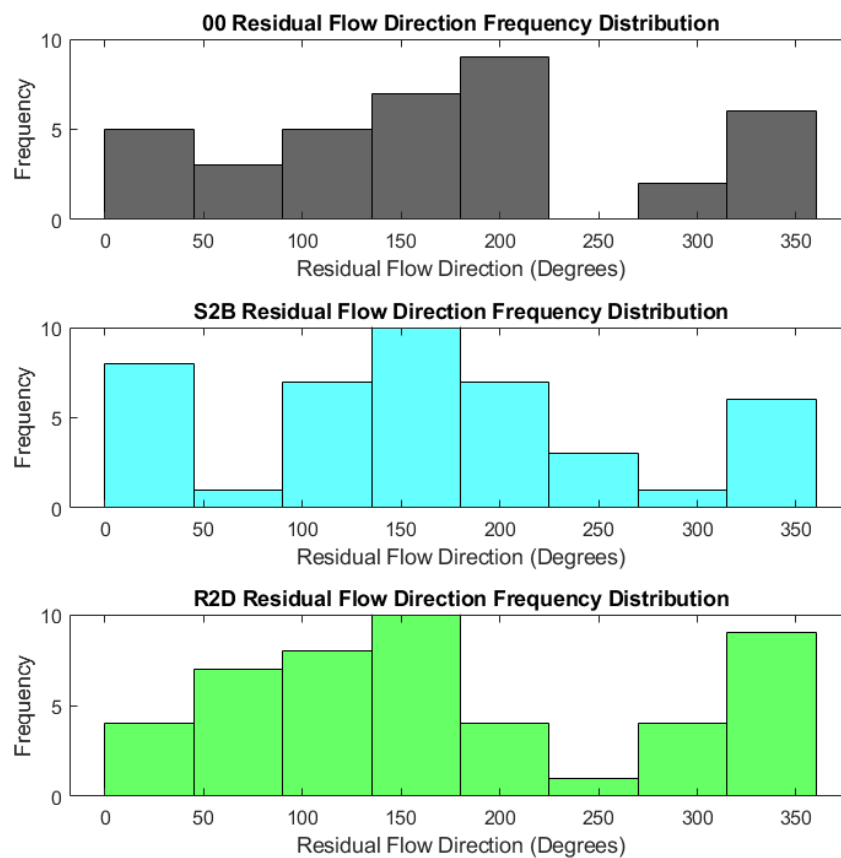 00 Residual Flow Direction Frequency Distribution
10
5
0
Frequency
0 50 100 150 200 250 300 350
Residual Flow Direction (Degrees)
S2B Residual Flow Direction Frequency Distribution
10
5
0
Frequency
0 50 100 150 200 250 300 350
Residual Flow Direction (Degrees)
R2D Residual Flow Direction Frequency Distribution
10
5
0
Frequency
0 50 100 150 200 250 300 350
Residual Flow Direction (Degrees)